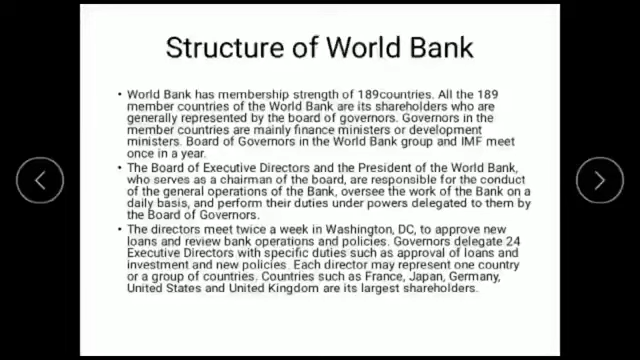 Structure of World Bank
• World Bank has membership strength of 189countries. All the 189
member countries of the World Bank are its shareholders who are
generally represented by the board of governors. Governors in the
member countries are mainly finance ministers or development
ministers. Board of Governors in the World Bank group and IMF meet
once in a year.
• The Board of Executive Directors and the President of the World Bank,
who serves as a chairman of the board, are responsible for the conduct
of the general operations of the Bank, oversee the work of the Bank on a
daily basis, and perform their duties under powers delegated to them by
the Board of Governors.
• The directors meet twice a week in Washington, DC, to approve new
loans and review bank operations and policies. Governors delegate 24
Executive Directors with specific duties such as approval of loans and
investment and new policies. Each director may represent one country
or a group of countries. Countries such as France, Japan, Germany,
United States and United Kingdom are its largest shareholders.